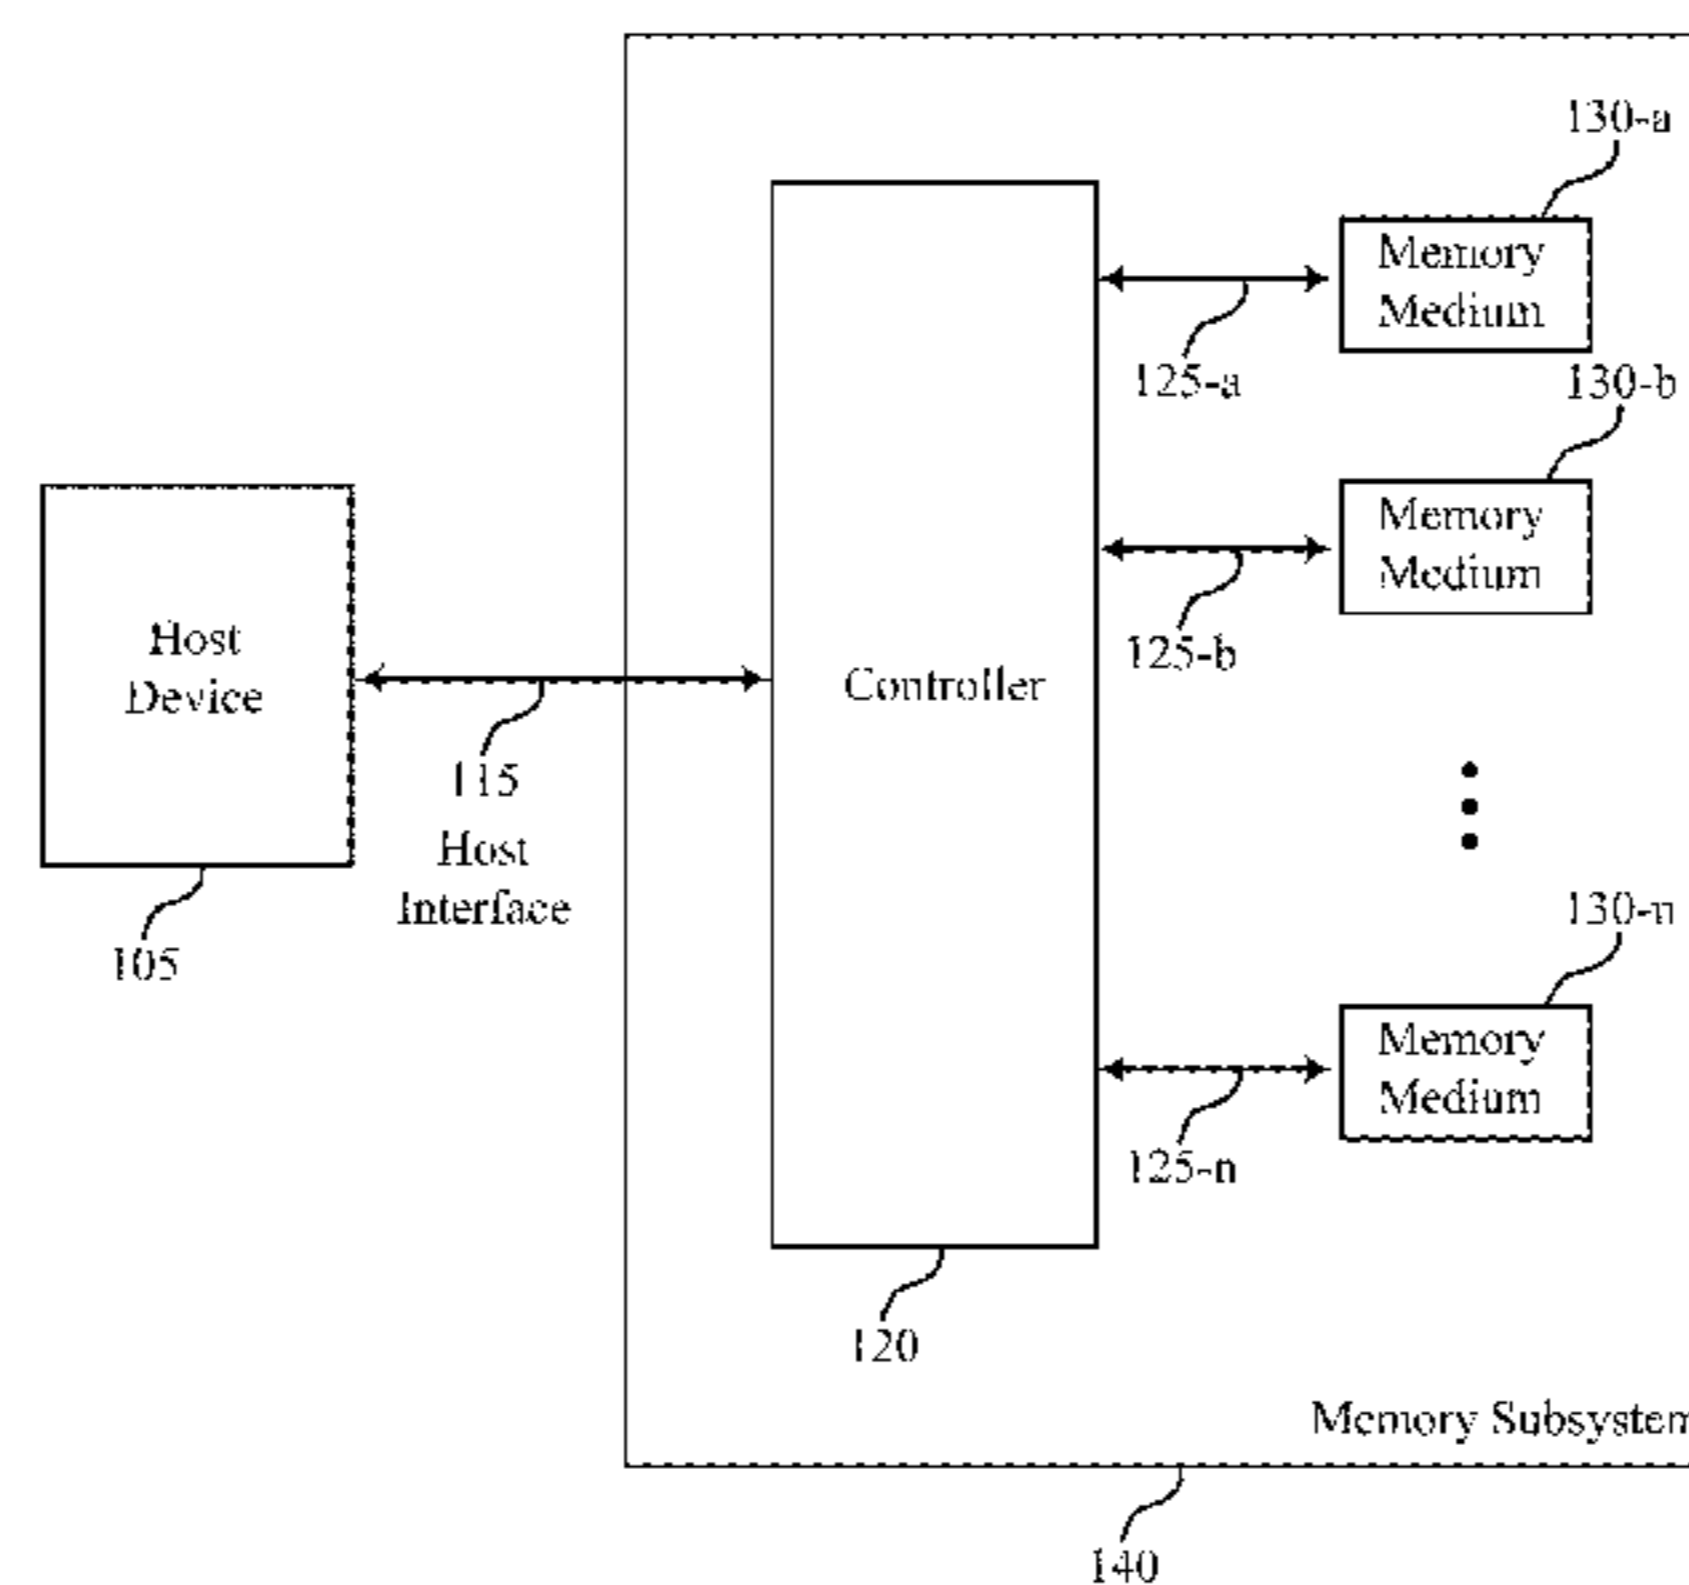 130-a
Memory
Medium
125-a
130-b
Memory
Medium
125-b
Host
Device
Controller
115
Host
Interface
105
130-n
Memory
Medium
125-n
120
Memory Subsystem
140